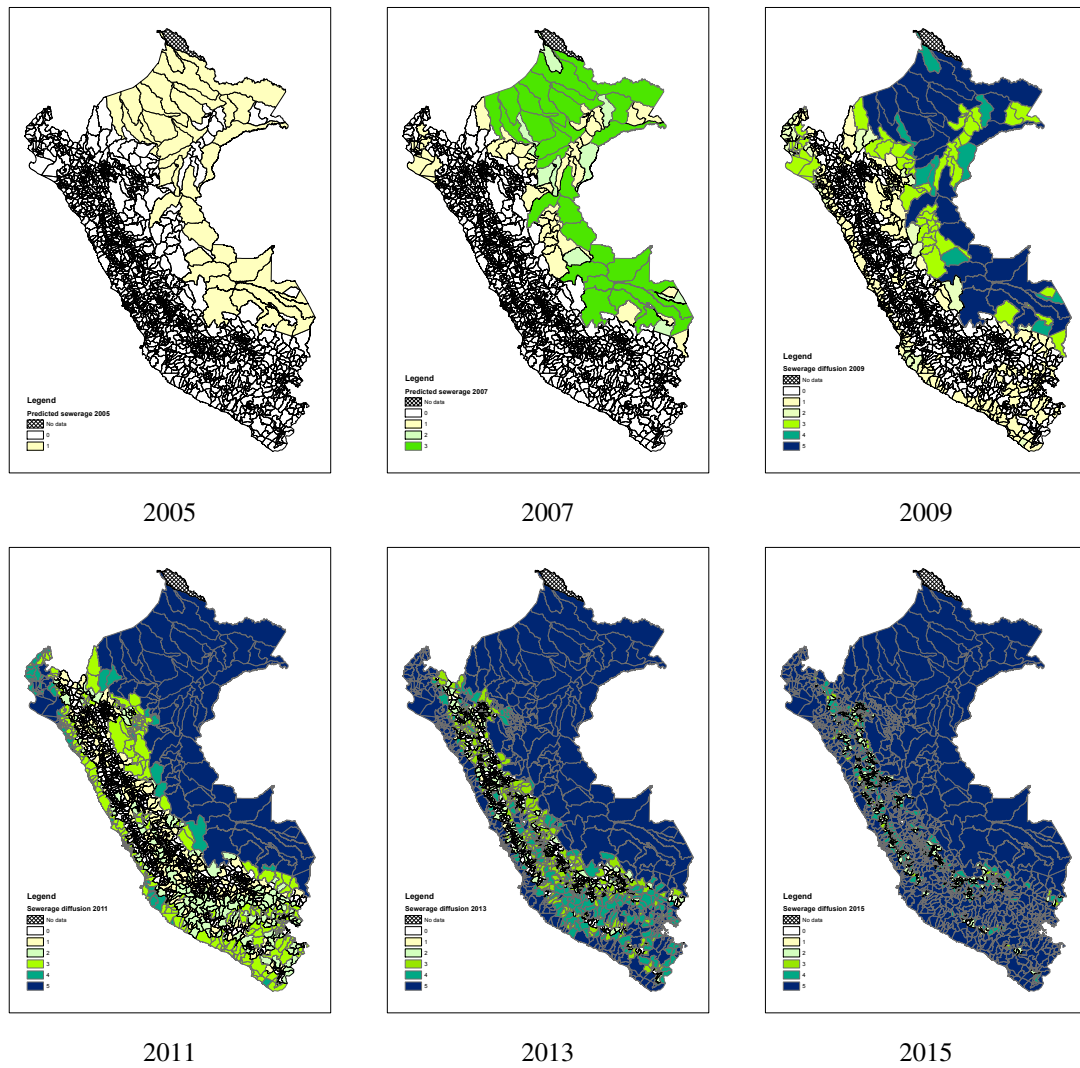 Legend
Predicted sewerage 2005
No data
0
1
2005
Legend
Predicted sewerage 2007
No data
0
1
2
3
2007
Legend
Sewerage diffusion 2009
No data
0
1
2
3
4
5
2009
Legend
Sewerage diffusion 2011
No data
0
1
2
3
4
5
2011
Legend
Sewerage diffusion 2013
No data
0
1
2
3
4
5
2013
Legend
Sewerage diffusion 2015
No data
0
1
2
3
4
5
2015